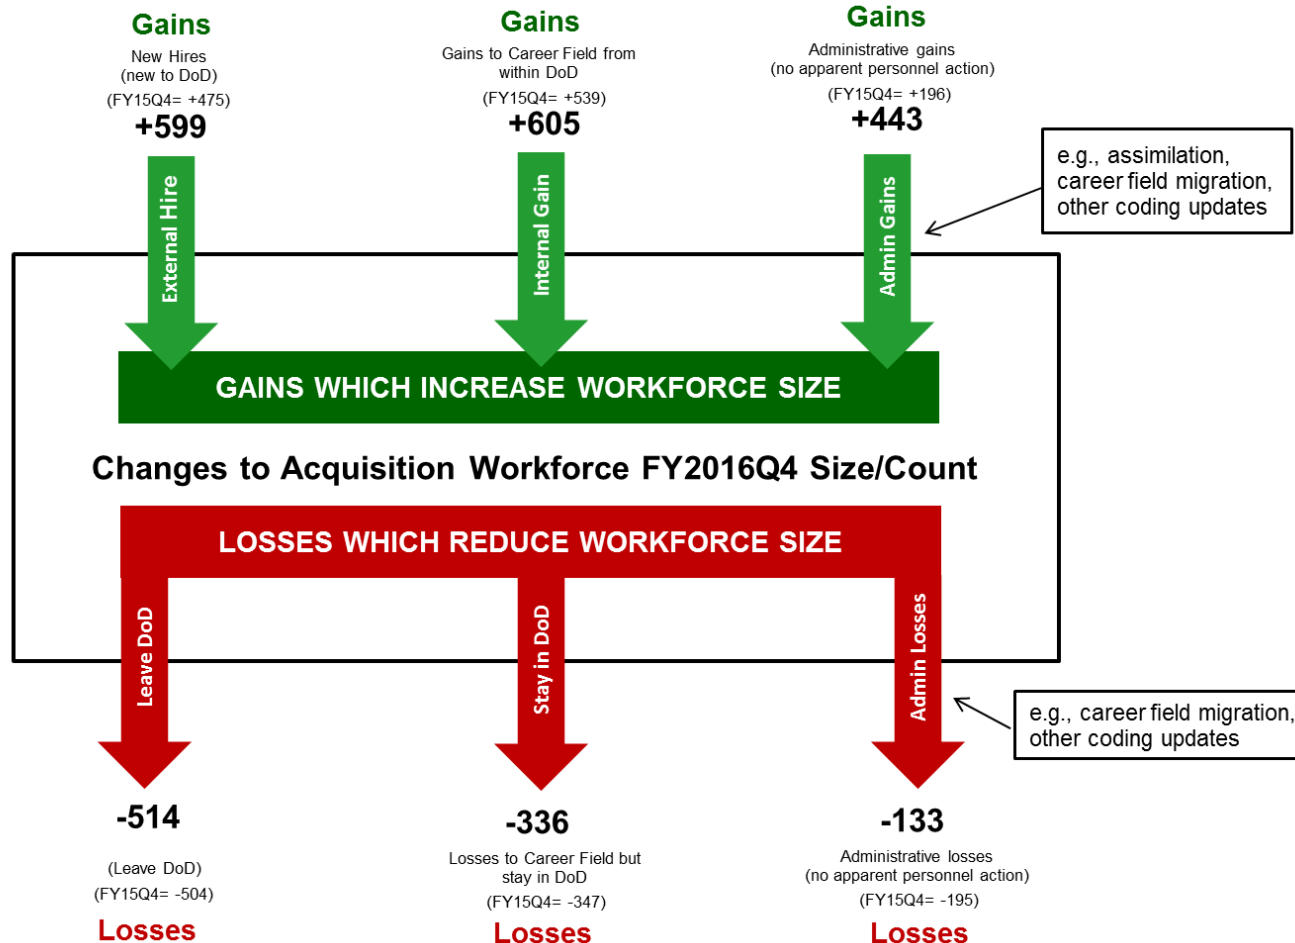 Gains
New Hires
(new to DoD)
(FY15Q4= +475)
+599
Gains
Gains to Career Field from
within DoD
(FY15Q4= +539)
+605
Gains
Administrative gains
(no apparent personnel action)
(FY15Q4= +196)
+443
e.g., assimilation,
career field migration,
other coding updates
External Hire
Internal Gain
Admin Gains
GAINS WHICH INCREASE WORKFORCE SIZE
Changes to Acquisition Workforce FY2016Q4 Size/Count
LOSSES WHICH REDUCE WORKFORCE SIZE
Leave DoD
Stay in DoD
Admin Losses
e.g., career field migration,
other coding updates
-514
(Leave DoD)
(FY15Q4= -504)
Losses
-336
Losses to Career Field but
stay in DoD
(FY15Q4= -347)
Losses
-133
Administrative losses
(no apparent personnel action)
(FY15Q4= -195)
Losses